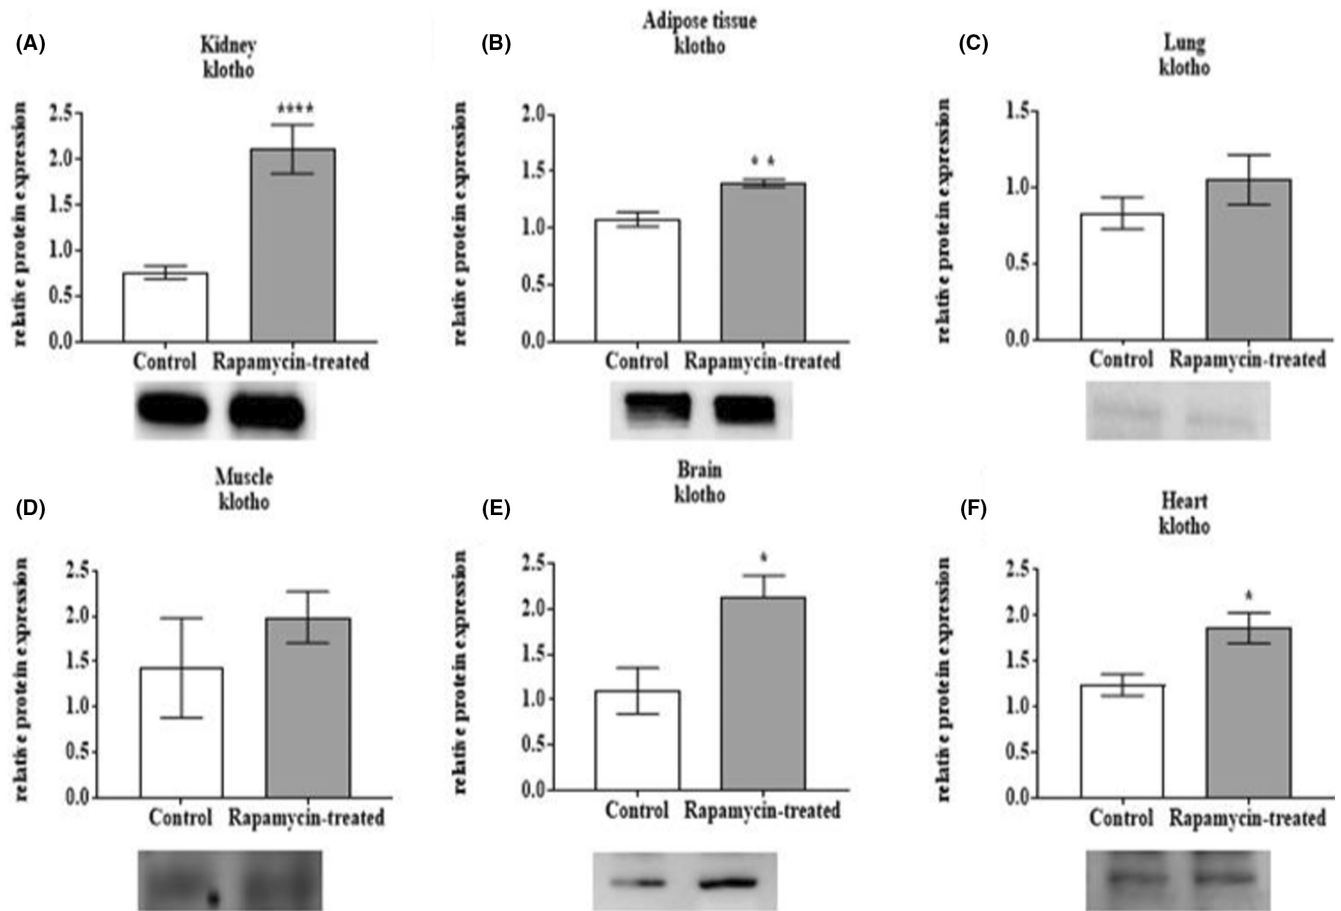 (A)
Kidney
klotho
relative protein expression
2.5
****
2.0
1.5
1.0
0.5
0.0
Control Rapamycin-treated
(B)
Adipose tissue
klotho
relative protein expression
2.0
* *
1.5
1.0
0.5
0.0
Control Rapamycin-treated
(C)
Lung
klotho
relative protein expression
1.5
1.0
0.5
0.0
Control Rapamycin-treated
(D)
Muscle
klotho
relative protein expression
2.5
2.0
1.5
1.0
0.5
0.0
Control Rapamycin-treated
(E)
Brain
klotho
relative protein expression
2.5
*
2.0
1.5
1.0
0.5
0.0
Control Rapamycin-treated
(F)
Heart
klotho
relative protein expression
2.5
*
2.0
1.5
1.0
0.5
0.0
Control Rapamycin-treated